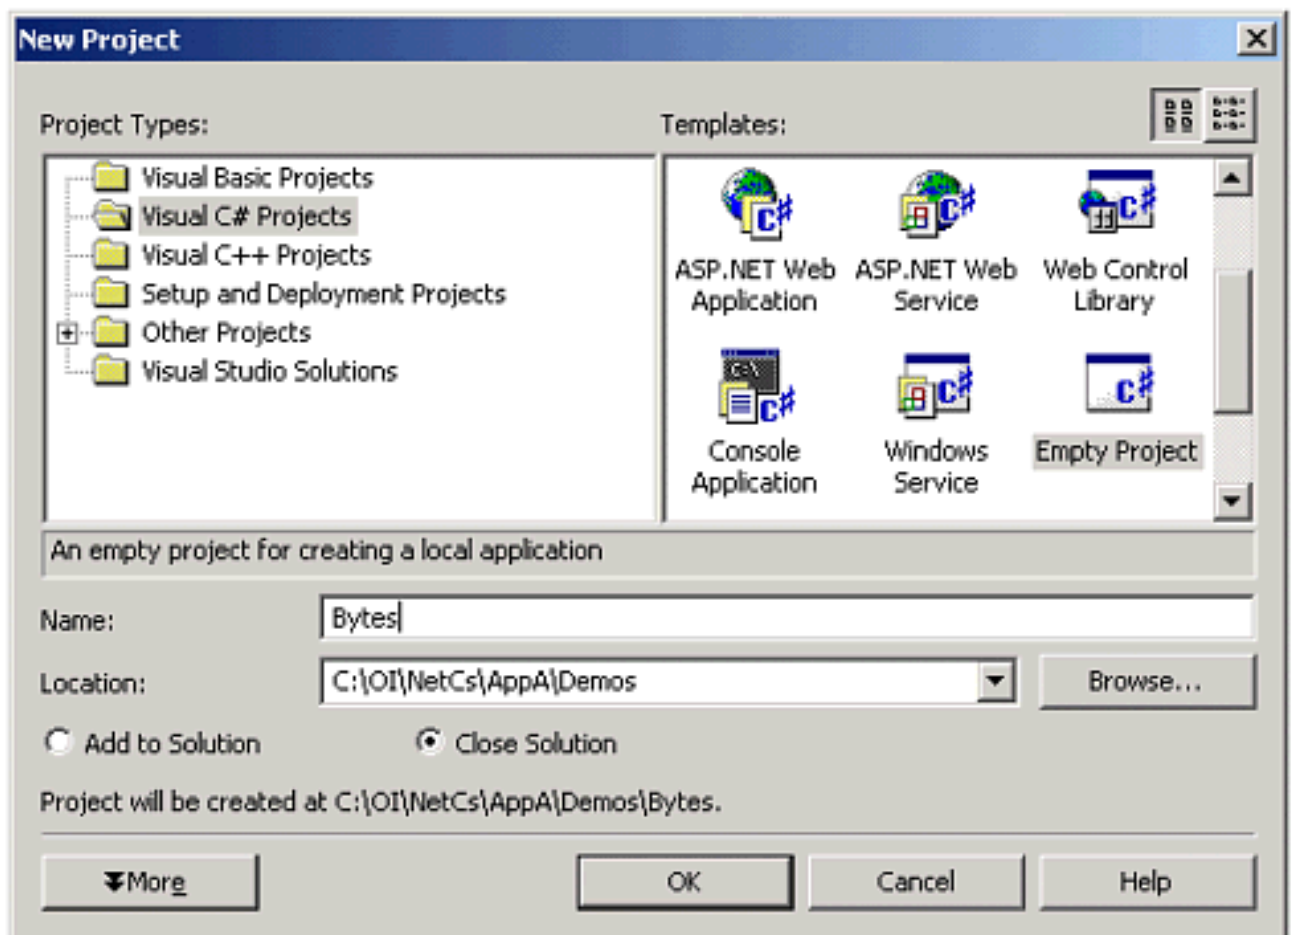 New Project
Project Types:
Templates:
Visual Basic Projects
Visual C# Projects
Visual C++ Projects
Setup and Deployment Projects
Other Projects
Visual Studio Solutions
ASP.NET Web
Application
ASP.NET Web
Service
Web Control
Library
Console
Application
Windows
Service
Empty Project
An empty project for creating a local application
Name:
Bytes
Location:
C:\OI\NetCs\AppA\Demos
Browse...
Add to Solution
Close Solution
Project will be created at C:\OI\NetCs\AppA\Demos\Bytes.
More
OK
Cancel
Help